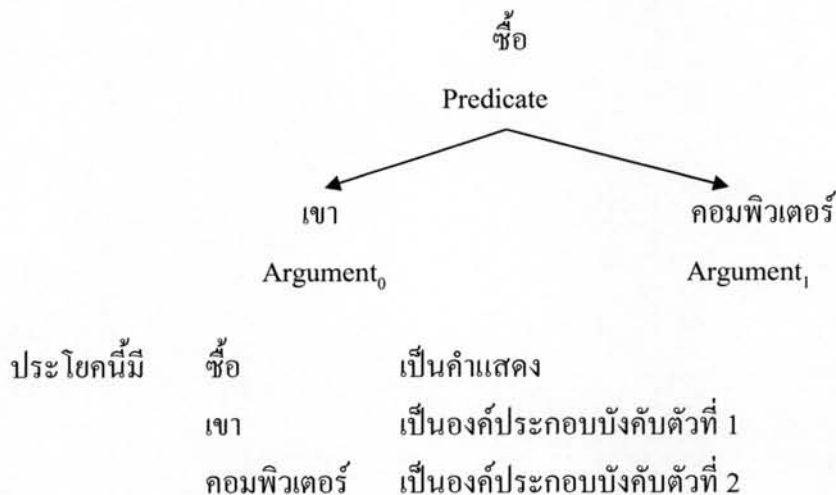 ซื้อ
Predicate
เขา คอมพิวเตอร์
Argument₀ Argument₁
ประโยคนี้มี ซื้อ เป็นคำแสดง
เขา เป็นองค์ประกอบบังคับตัวที่ 1
คอมพิวเตอร์ เป็นองค์ประกอบบังคับตัวที่ 2